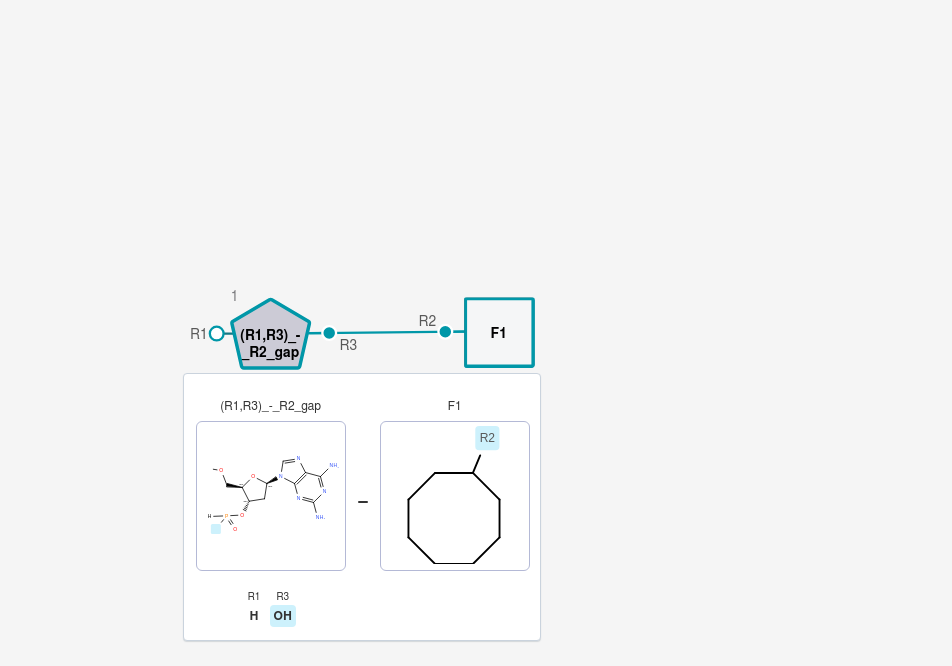 1
R1
(R1,R3)_-
_R2_gap
R3
R2
F1
(R1,R3)_-_R2_gap
F1
R2
O
O
N
N
NH₂
N
N
NH₂
H
P
O
O
R1 R3
H OH